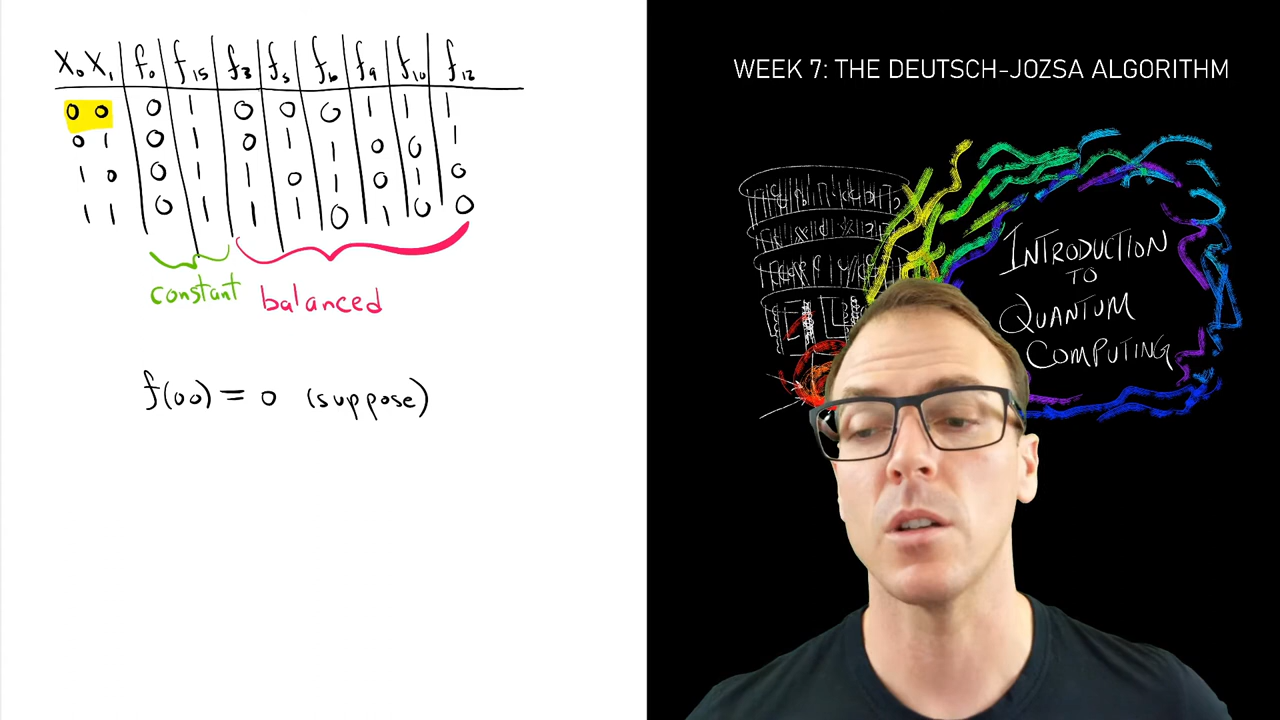 X₀ X₁ f₀ f₁₅ f₃ f₅ f₆ f₉ f₁₀ f₁₂
0 0 0 1 0 0 0 1 1 1
0 1 0 1 0 1 1 0 0 1
1 0 0 1 1 0 1 0 1 0
1 1 0 1 1 1 0 1 0 0
constant balanced
f(00) = 0 (suppose)
WEEK 7: THE DEUTSCH-JOZSA ALGORITHM
INTRODUCTION
TO
QUANTUM
COMPUTING